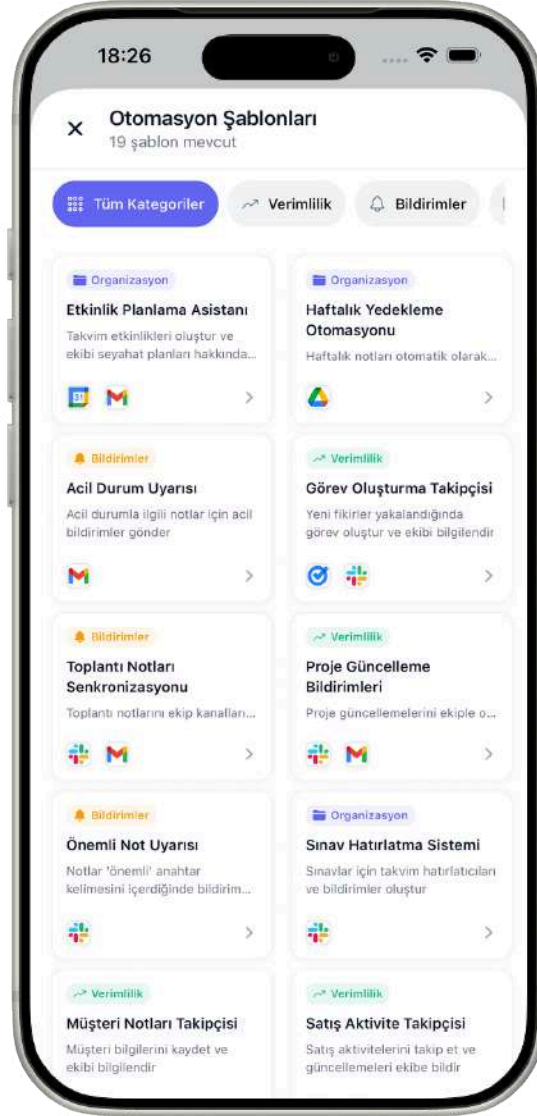 18:26
Otomasyon Şablonları
19 şablon mevcut
Tüm Kategoriler
Verimlilik
Bildirimler
Organizasyon
Etkinlik Planlama Asistanı
Takvim etkinlikleri oluştur ve
ekibi seyahat planları hakkında...
31
Organizasyon
Haftalık Yedekleme
Otomasyonu
Haftalık notları otomatik olarak...
Bildirimler
Acil Durum Uyarısı
Acil durumla ilgili notlar için acil
bildirimler gönder
Verimlilik
Görev Oluşturma Takipçisi
Yeni fikirler yakalandığında
görev oluştur ve ekibi bilgilendir
Bildirimler
Toplantı Notları
Senkronizasyonu
Toplantı notlarını ekip kanalları...
Verimlilik
Proje Güncelleme
Bildirimleri
Proje güncellemelerini ekiple o...
Bildirimler
Önemli Not Uyarısı
Notlar 'önemli' anahtar
kelimesini içerdiğinde bildirim...
Organizasyon
Sınav Hatırlatma Sistemi
Sınavlar için takvim hatırlatıcıları
ve bildirimler oluştur
Verimlilik
Müşteri Notları Takipçisi
Müşteri bilgilerini kaydet ve
ekibi bilgilendir
Verimlilik
Satış Aktivite Takipçisi
Satış aktivitelerini takip et ve
güncellemeleri ekibe bildir